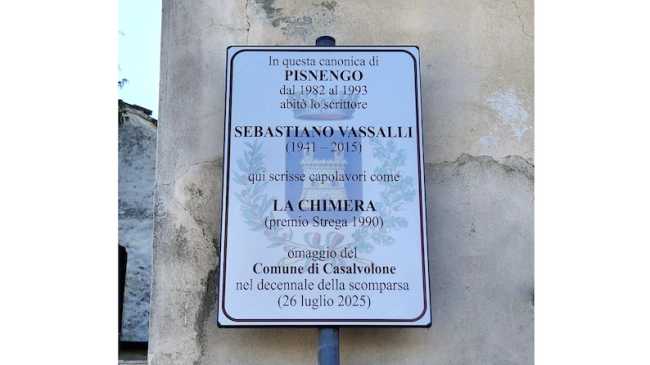 In questa canonica di
PISNENGO
dal 1982 al 1993
abitò lo scrittore
SEBASTIANO VASSALLI
(1941 – 2015)
qui scrisse capolavori come
LA CHIMERA
(premio Strega 1990)
omaggio del
Comune di Casalvolone
nel decennale della scomparsa
(26 luglio 2025)